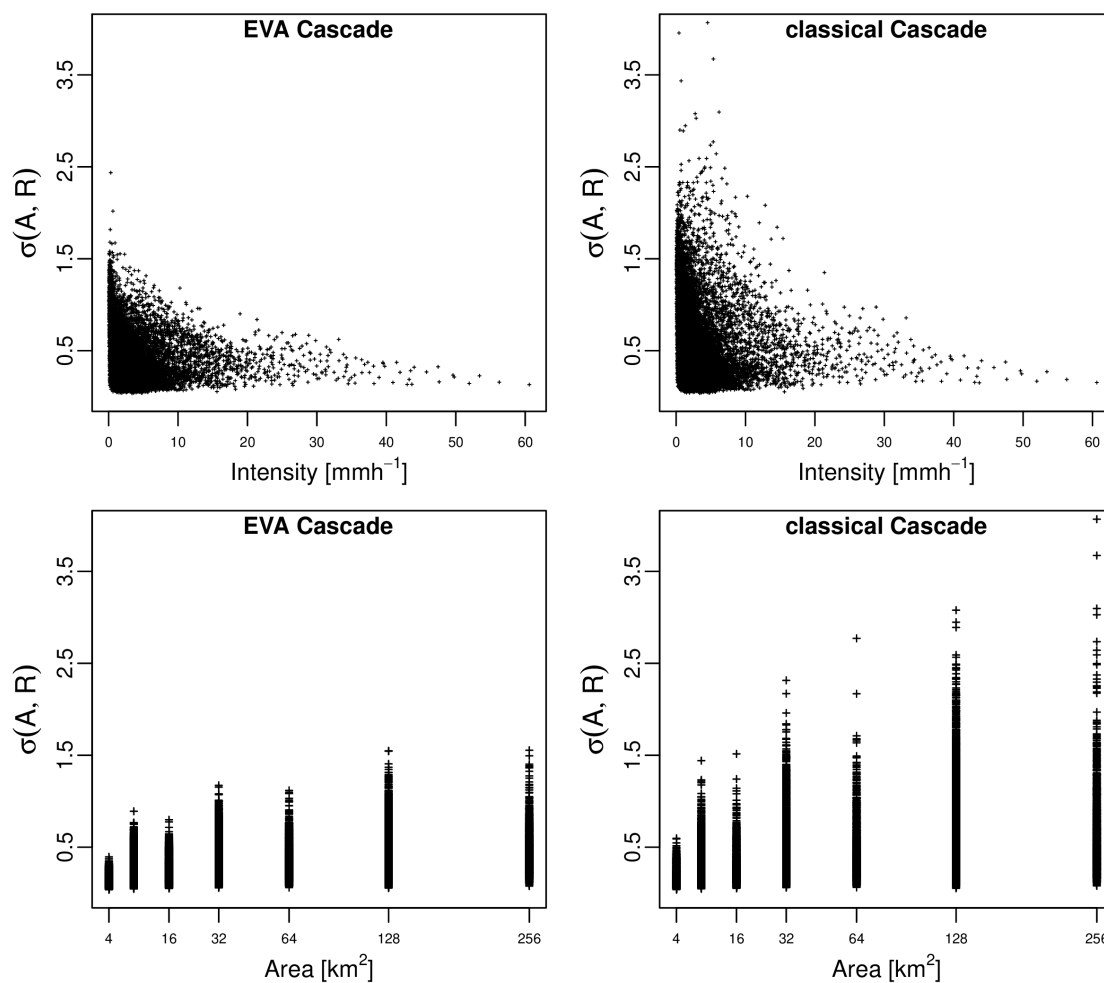 EVA Cascade
σ(A, R)
3.5
2.5
1.5
0.5
0 10 20 30 40 50 60
Intensity [mmh⁻¹]
classical Cascade
σ(A, R)
3.5
2.5
1.5
0.5
0 10 20 30 40 50 60
Intensity [mmh⁻¹]
EVA Cascade
σ(A, R)
3.5
2.5
1.5
0.5
4 16 32 64 128 256
Area [km²]
classical Cascade
σ(A, R)
3.5
2.5
1.5
0.5
4 16 32 64 128 256
Area [km²]